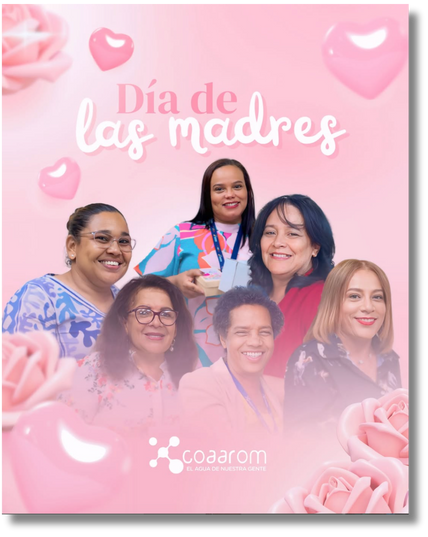 Día de
las madres
coaarom
EL AGUA DE NUESTRA GENTE